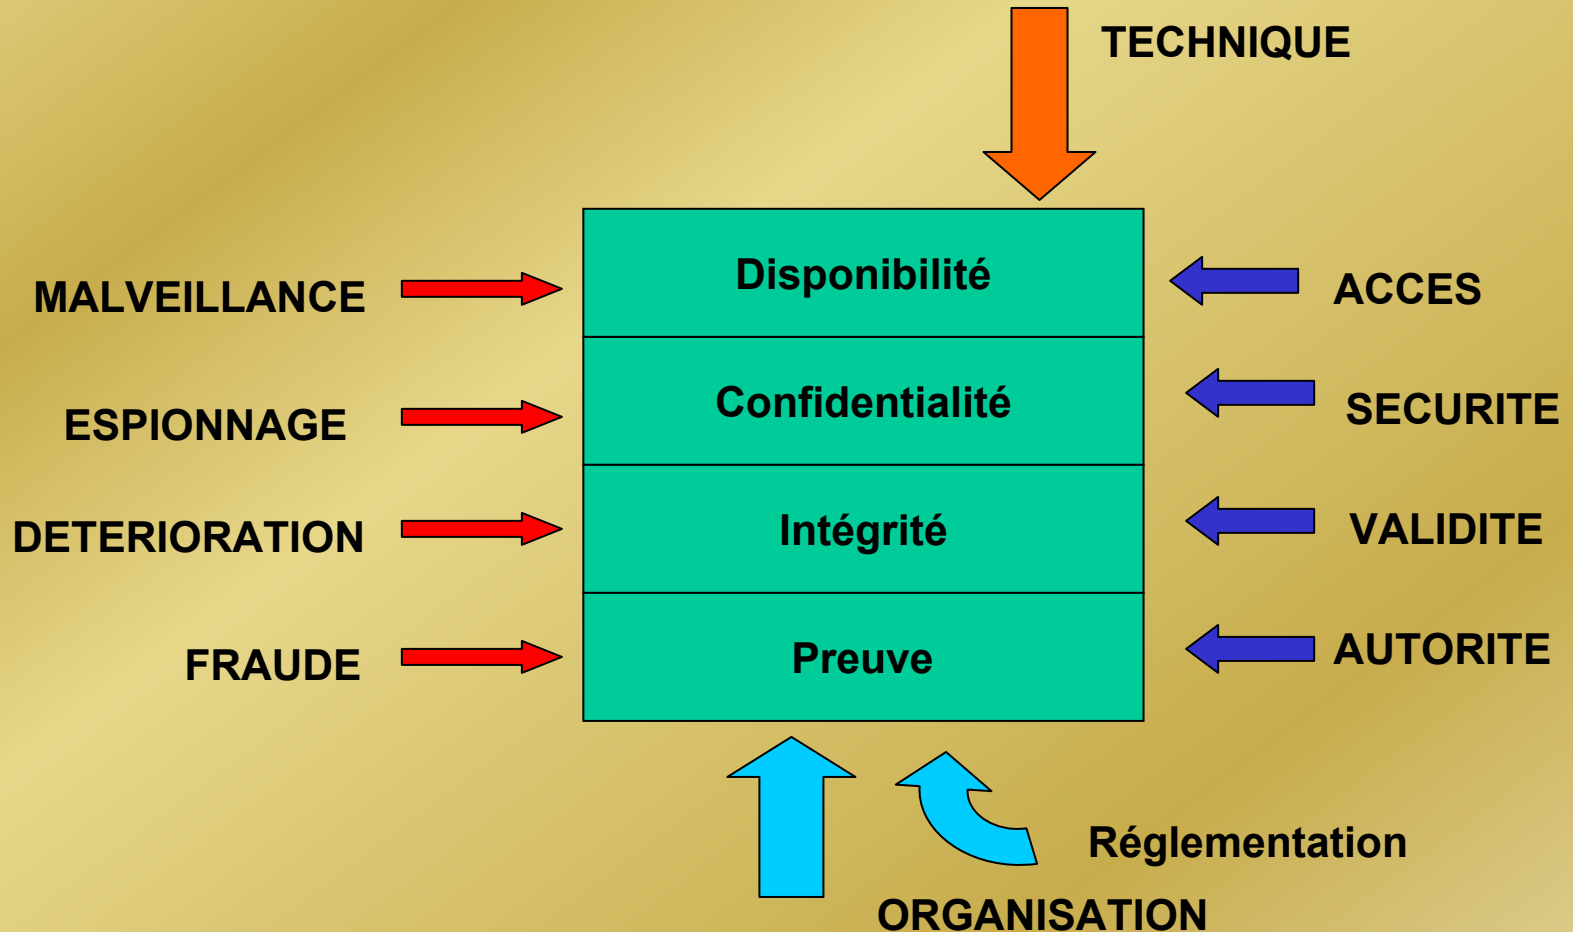 TECHNIQUE
MALVEILLANCE
Disponibilité
ACCES
ESPIONNAGE
Confidentialité
SECURITE
DETERIORATION
Intégrité
VALIDITE
FRAUDE
Preuve
AUTORITE
Réglementation
ORGANISATION